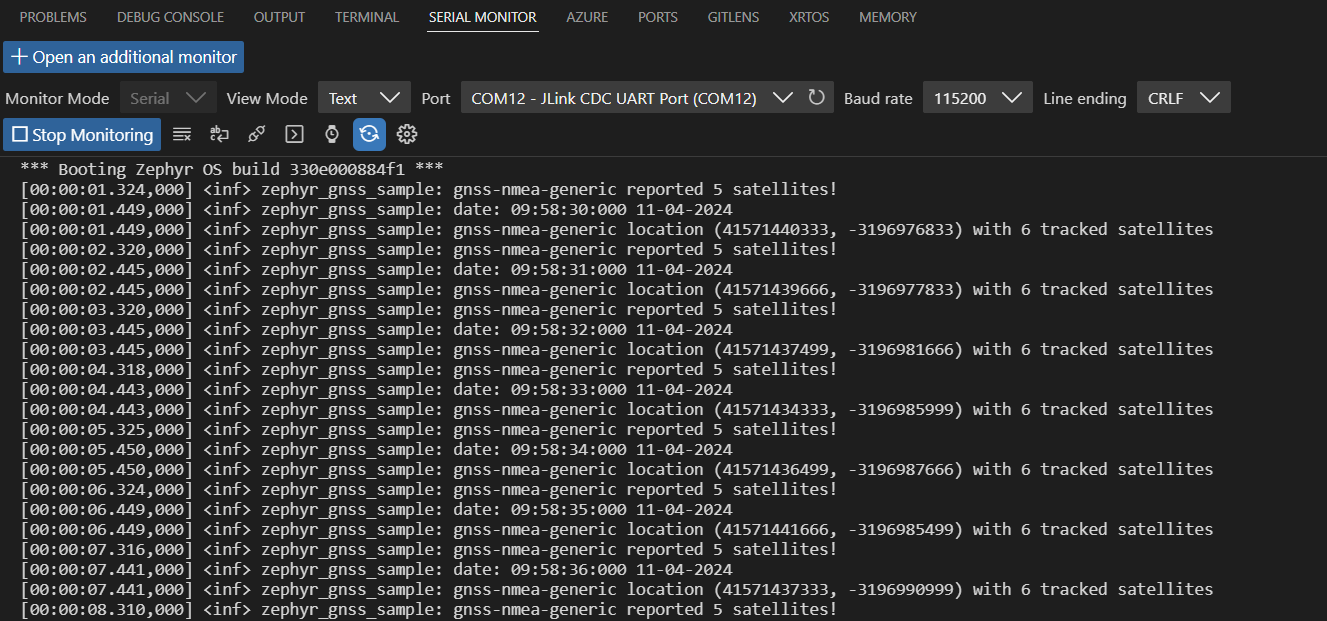 PROBLEMS DEBUG CONSOLE OUTPUT TERMINAL SERIAL MONITOR AZURE PORTS GITLENS XRTOS MEMORY
Open an additional monitor
Monitor Mode Serial View Mode Text Port COM12 - JLink CDC UART Port (COM12) Baud rate 115200 Line ending CRLF
Stop Monitoring
*** Booting Zephyr OS build 330e000884f1 ***
[00:00:01.324,000] <inf> zephyr_gnss_sample: gnss-nmea-generic reported 5 satellites!
[00:00:01.449,000] <inf> zephyr_gnss_sample: date: 09:58:30:000 11-04-2024
[00:00:01.449,000] <inf> zephyr_gnss_sample: gnss-nmea-generic location (41571440333, -3196976833) with 6 tracked satellites
[00:00:02.320,000] <inf> zephyr_gnss_sample: gnss-nmea-generic reported 5 satellites!
[00:00:02.445,000] <inf> zephyr_gnss_sample: date: 09:58:31:000 11-04-2024
[00:00:02.445,000] <inf> zephyr_gnss_sample: gnss-nmea-generic location (41571439666, -3196977833) with 6 tracked satellites
[00:00:03.320,000] <inf> zephyr_gnss_sample: gnss-nmea-generic reported 5 satellites!
[00:00:03.445,000] <inf> zephyr_gnss_sample: date: 09:58:32:000 11-04-2024
[00:00:03.445,000] <inf> zephyr_gnss_sample: gnss-nmea-generic location (41571437499, -3196981666) with 6 tracked satellites
[00:00:04.318,000] <inf> zephyr_gnss_sample: gnss-nmea-generic reported 5 satellites!
[00:00:04.443,000] <inf> zephyr_gnss_sample: date: 09:58:33:000 11-04-2024
[00:00:04.443,000] <inf> zephyr_gnss_sample: gnss-nmea-generic location (41571434333, -3196985999) with 6 tracked satellites
[00:00:05.325,000] <inf> zephyr_gnss_sample: gnss-nmea-generic reported 5 satellites!
[00:00:05.450,000] <inf> zephyr_gnss_sample: date: 09:58:34:000 11-04-2024
[00:00:05.450,000] <inf> zephyr_gnss_sample: gnss-nmea-generic location (41571436499, -3196987666) with 6 tracked satellites
[00:00:06.324,000] <inf> zephyr_gnss_sample: gnss-nmea-generic reported 5 satellites!
[00:00:06.449,000] <inf> zephyr_gnss_sample: date: 09:58:35:000 11-04-2024
[00:00:06.449,000] <inf> zephyr_gnss_sample: gnss-nmea-generic location (41571441666, -3196985499) with 6 tracked satellites
[00:00:07.316,000] <inf> zephyr_gnss_sample: gnss-nmea-generic reported 5 satellites!
[00:00:07.441,000] <inf> zephyr_gnss_sample: date: 09:58:36:000 11-04-2024
[00:00:07.441,000] <inf> zephyr_gnss_sample: gnss-nmea-generic location (41571437333, -3196990999) with 6 tracked satellites
[00:00:08.310,000] <inf> zephyr_gnss_sample: gnss-nmea-generic reported 5 satellites!